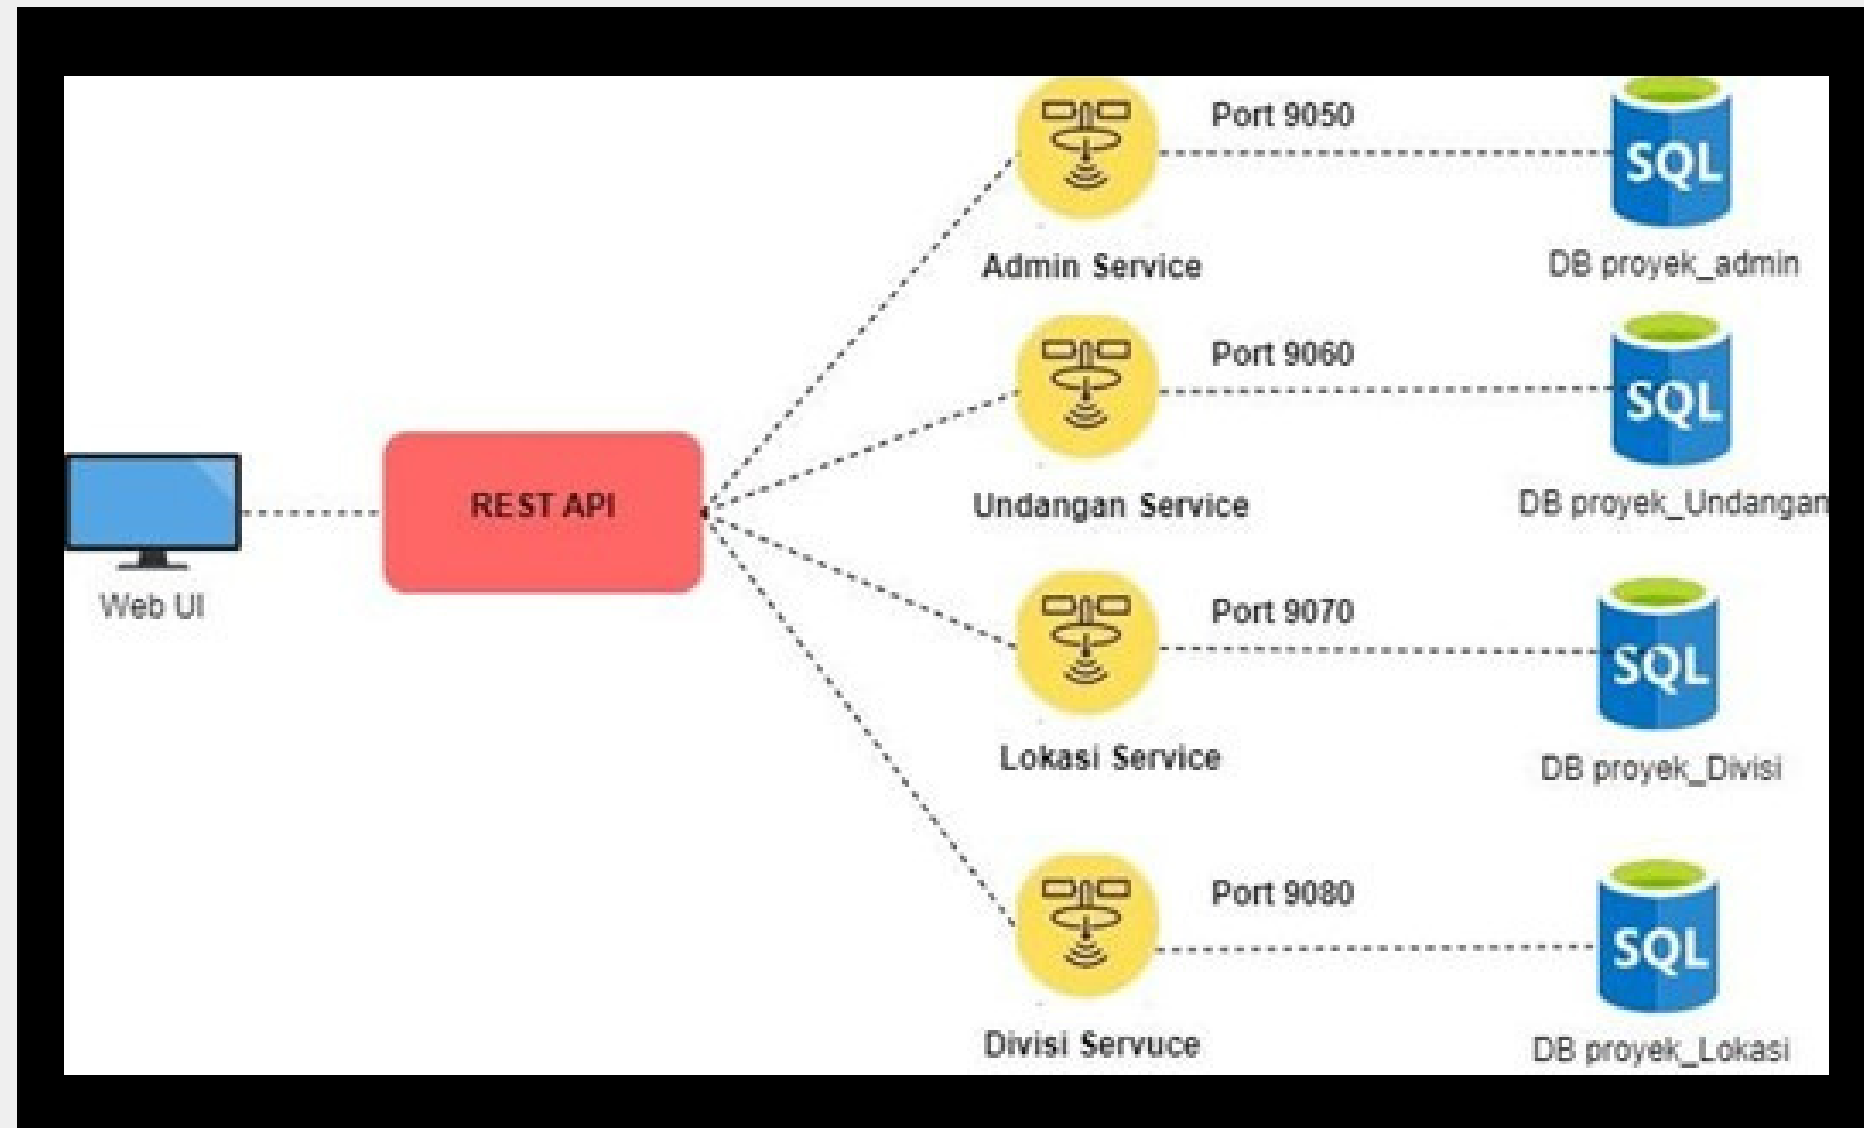 Port 9050
SQL
Admin Service
DB proyek_admin
Port 9060
SQL
REST API
Undangan Service
DB proyek_Undangan
Web UI
Port 9070
SQL
Lokasi Service
DB proyek_Divisi
Port 9080
SQL
Divisi Servuce
DB proyek_Lokasi